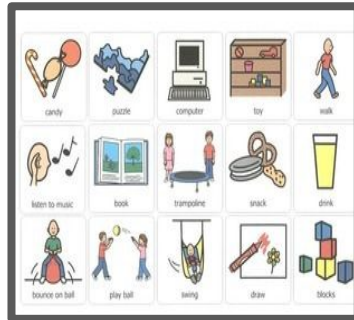 candy puzzle computer toy walk
listen to music book trampoline snack drink
bounce on ball play ball swing draw blocks